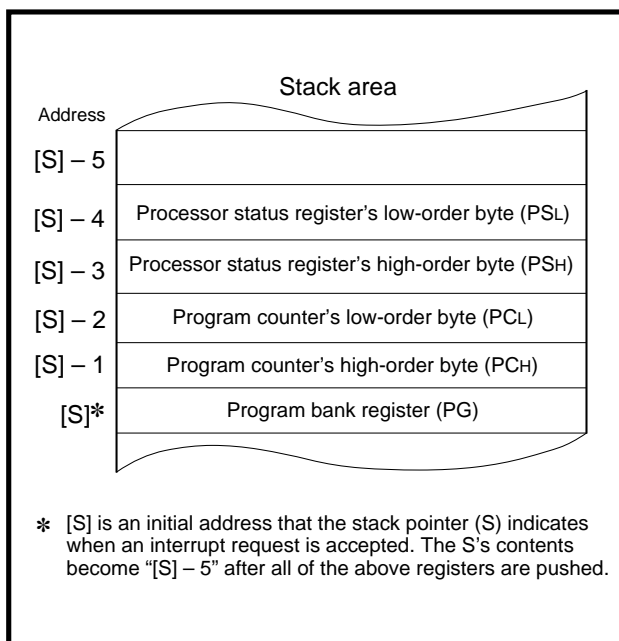 Stack area
Address
[S] – 5
[S] – 4 Processor status register's low-order byte (PSL)
[S] – 3 Processor status register's high-order byte (PSH)
[S] – 2 Program counter's low-order byte (PCL)
[S] – 1 Program counter's high-order byte (PCH)
[S]* Program bank register (PG)
* [S] is an initial address that the stack pointer (S) indicates
when an interrupt request is accepted. The S's contents
become “[S] – 5” after all of the above registers are pushed.